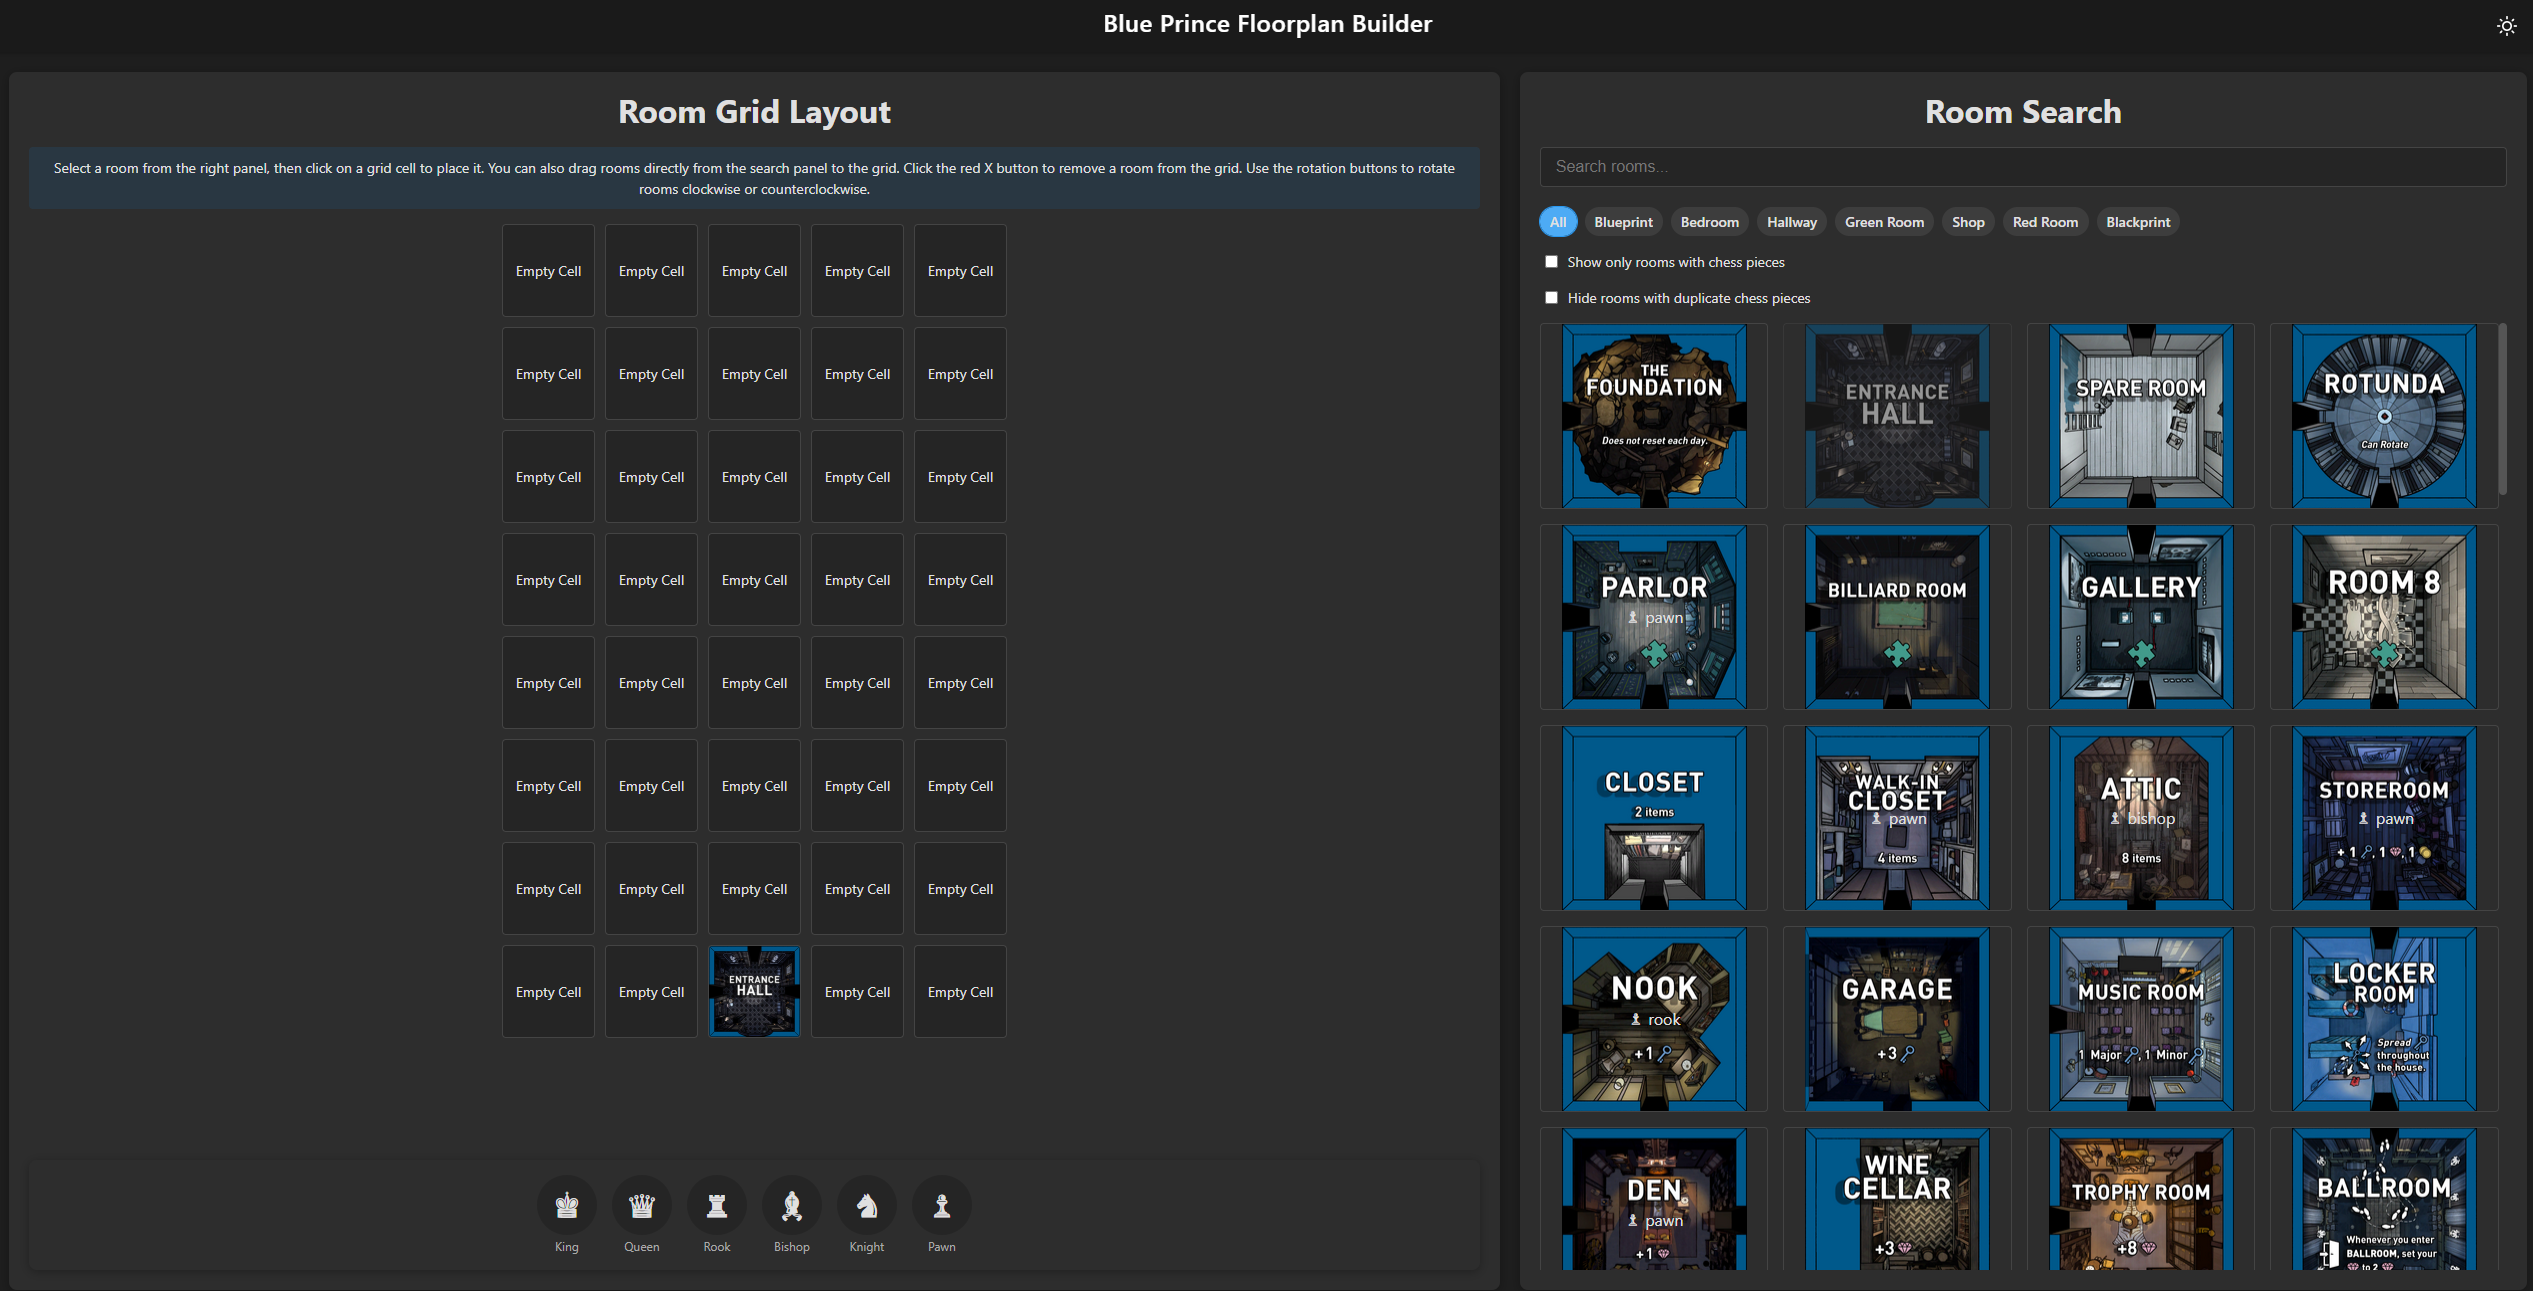 Blue Prince Floorplan Builder
Room Grid Layout
Select a room from the right panel, then click on a grid cell to place it. You can also drag rooms directly from the search panel to the grid. Click the red X button to remove a room from the grid. Use the rotation buttons to rotate
rooms clockwise or counterclockwise.
Empty Cell Empty Cell Empty Cell Empty Cell Empty Cell
Empty Cell Empty Cell Empty Cell Empty Cell Empty Cell
Empty Cell Empty Cell Empty Cell Empty Cell Empty Cell
Empty Cell Empty Cell Empty Cell Empty Cell Empty Cell
Empty Cell Empty Cell Empty Cell Empty Cell Empty Cell
Empty Cell Empty Cell Empty Cell Empty Cell Empty Cell
Empty Cell Empty Cell Empty Cell Empty Cell Empty Cell
Empty Cell Empty Cell ENTRANCE HALL Empty Cell Empty Cell
King Queen Rook Bishop Knight Pawn
Room Search
Search rooms...
All Blueprint Bedroom Hallway Green Room Shop Red Room Blackprint
Show only rooms with chess pieces
Hide rooms with duplicate chess pieces
THE
FOUNDATION
Does not reset each day.
ENTRANCE
HALL
SPARE ROOM
ROTUNDA
Can Rotate
PARLOR
pawn
BILLIARD ROOM
GALLERY
ROOM 8
CLOSET
2 items
WALK-IN
CLOSET
pawn
4 items
ATTIC
bishop
8 items
STOREROOM
pawn
+ 1 , 1 , 1
NOOK
rook
+1
GARAGE
+3
MUSIC ROOM
1 Major , 1 Minor
LOCKER
ROOM
Spread
throughout
the house.
DEN
pawn
+1
WINE
CELLAR
+3
TROPHY ROOM
+8
BALLROOM
Whenever you enter
BALLROOM, set your
to 2